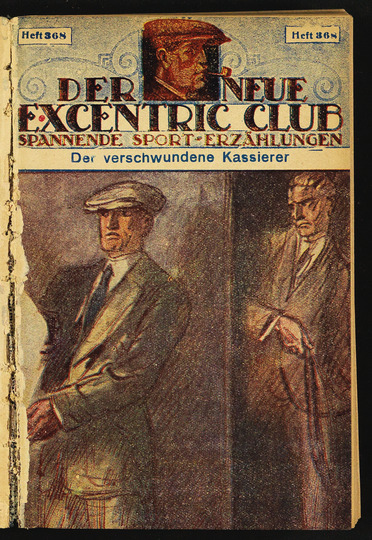 Heft 368
Heft 368
DER NEUE
EXCENTRIC CLUB
SPANNENDE SPORT-ERZÄHLUNGEN
Der verschwundene Kassierer